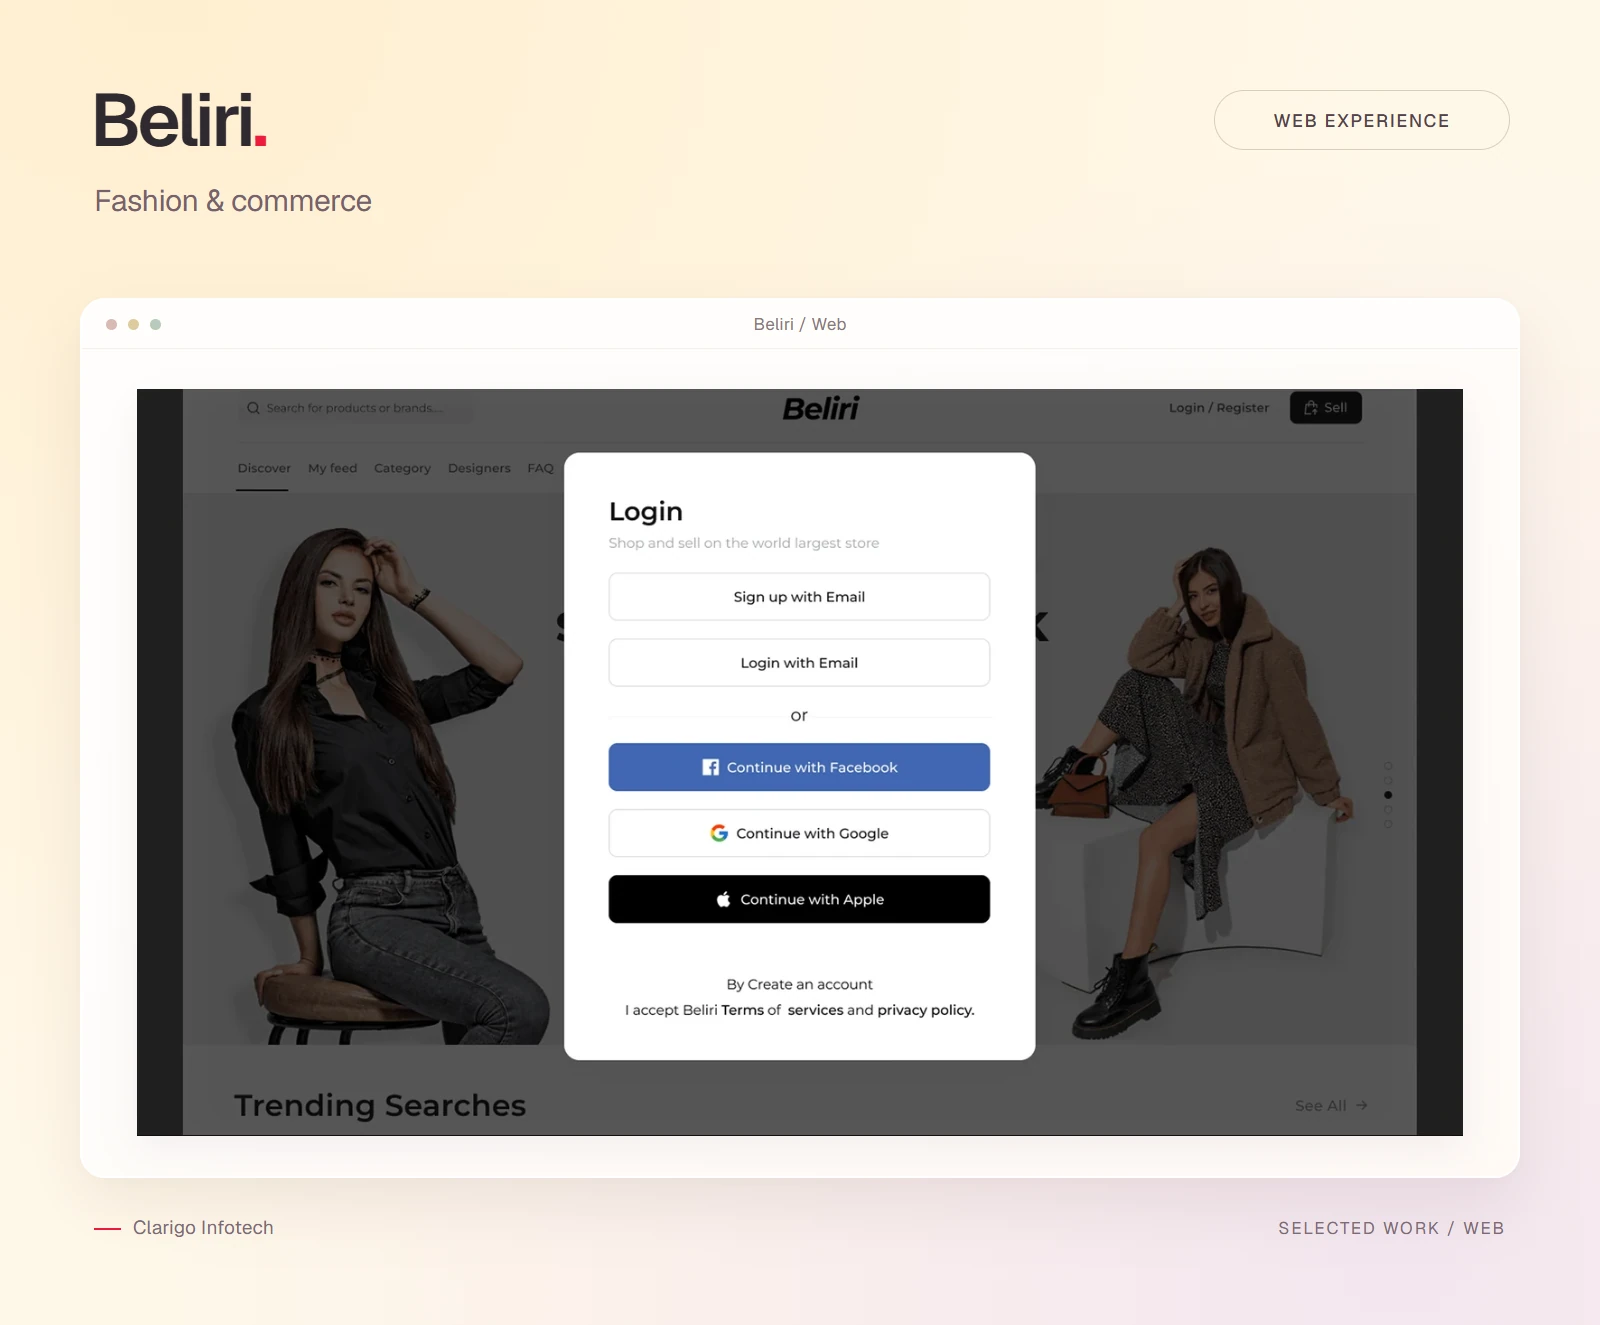 Beliri.
WEB EXPERIENCE
Fashion & commerce
Beliri / Web
Search for products or brands....
Beliri
Login / Register
Sell
Discover My feed Category Designers FAQ
Login
Shop and sell on the world largest store
Sign up with Email
Login with Email
or
Continue with Facebook
Continue with Google
Continue with Apple
By Create an account
I accept Beliri Terms of services and privacy policy.
Trending Searches
See All →
Clarigo Infotech
SELECTED WORK / WEB